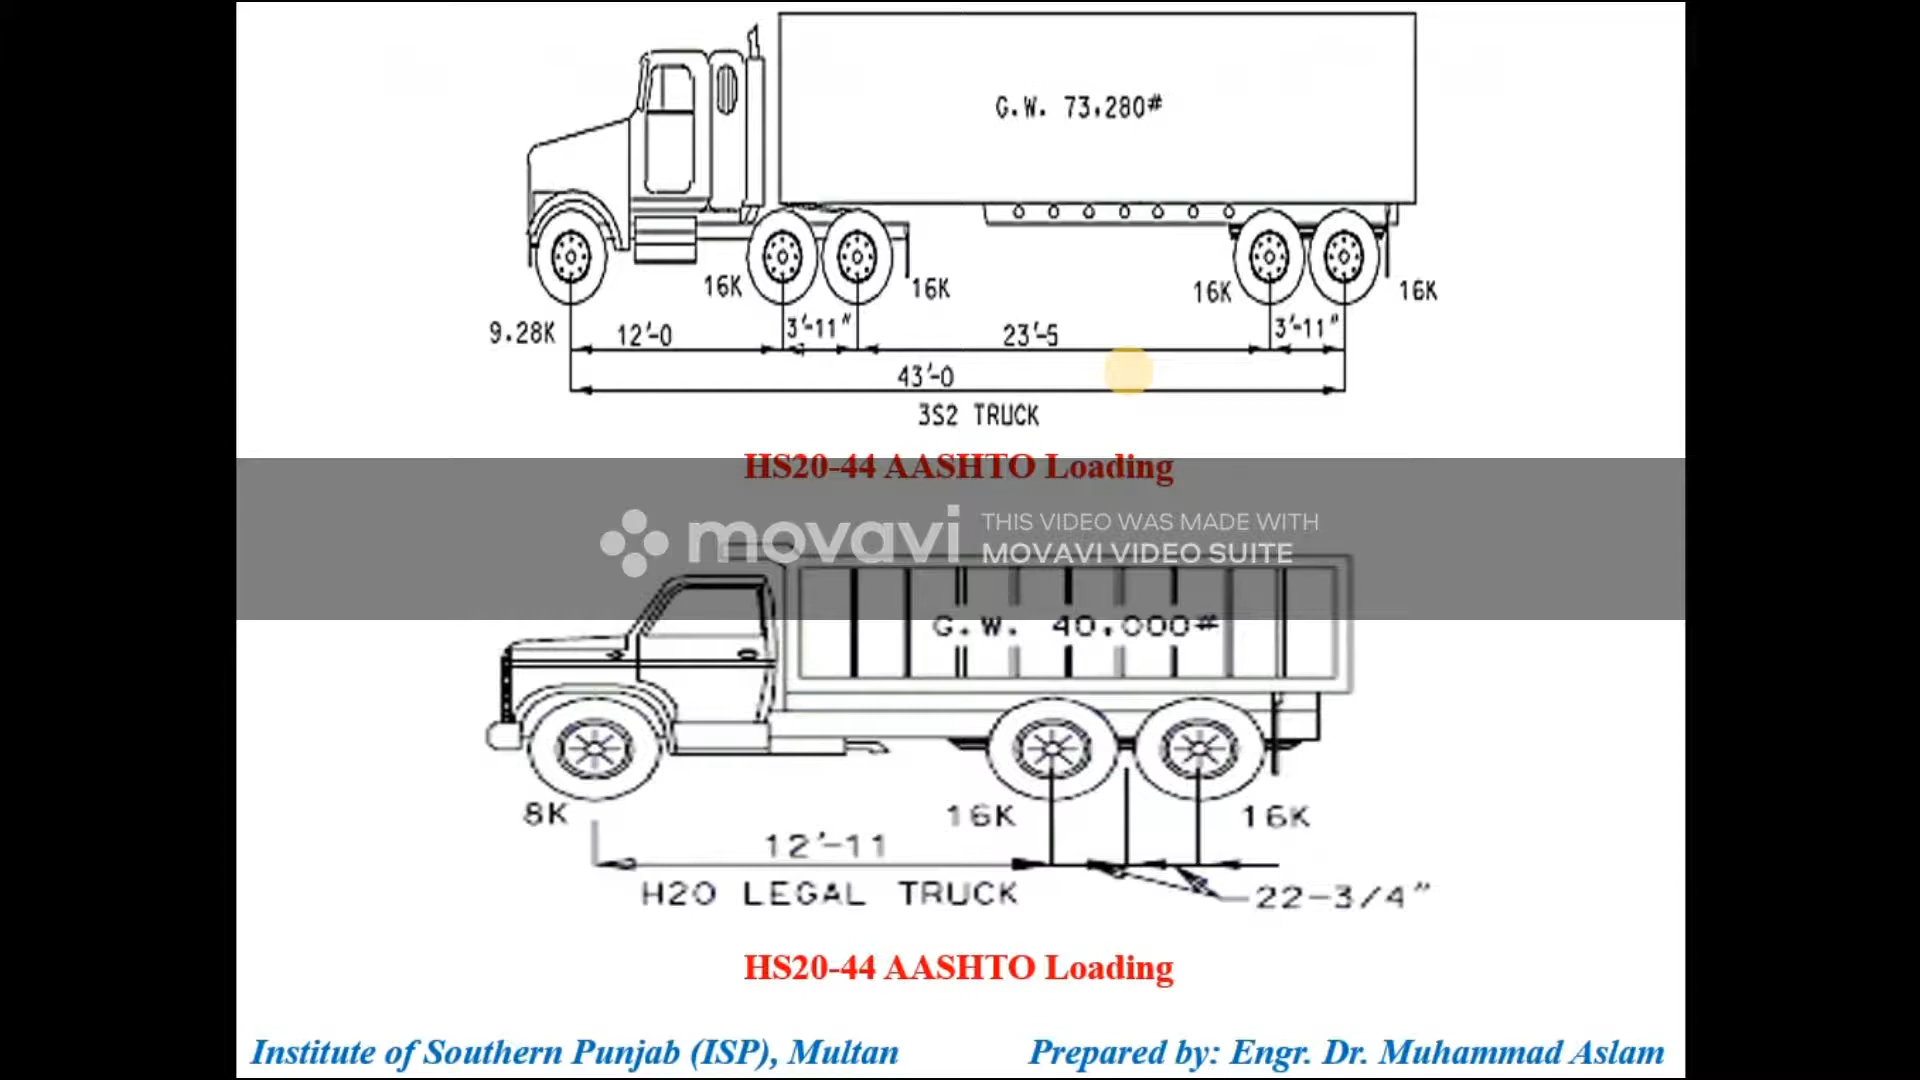 G.W. 73,280#
16K
16K
16K
16K
9.28K
12'-0
3'-11"
23'-5
3'-11"
43'-0
3S2 TRUCK
HS20-44 AASHTO Loading
movavi
THIS VIDEO WAS MADE WITH
MOVAVI VIDEO SUITE
G.W. 40,000#
8K
16K
16K
12'-11
H20 LEGAL TRUCK
22-3/4"
HS20-44 AASHTO Loading
Institute of Southern Punjab (ISP), Multan
Prepared by: Engr. Dr. Muhammad Aslam